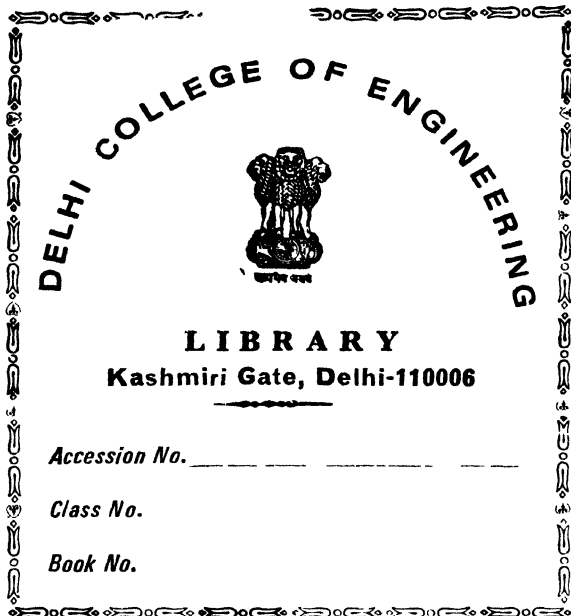 DELHI COLLEGE OF ENGINEERING
LIBRARY
Kashmiri Gate, Delhi-110006
Accession No.
Class No.
Book No.